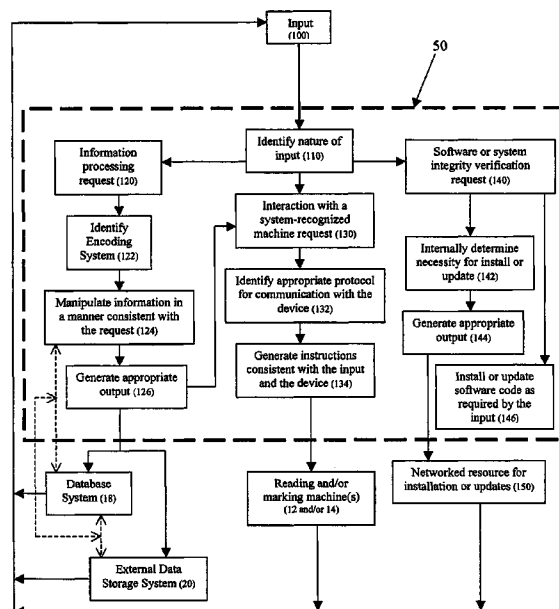 Input
(100)
50
Identify nature of
input (110)
Information
processing
request (120)
Software or system
integrity verification
request (140)
Interaction with a
system-recognized
machine request (130)
Identify
Encoding
System (122)
Internally determine
necessity for install or
update (142)
Identify appropriate protocol
for communication with the
device (132)
Manipulate information in
a manner consistent with
the request (124)
Generate appropriate
output (144)
Generate instructions
consistent with the input
and the device (134)
Generate appropriate
output (126)
Install or update
software code as
required by the
input (146)
Database
System (18)
Reading and/or
marking machine(s)
(12 and/or 14)
Networked resource for
installation or updates (150)
External Data
Storage System (20)